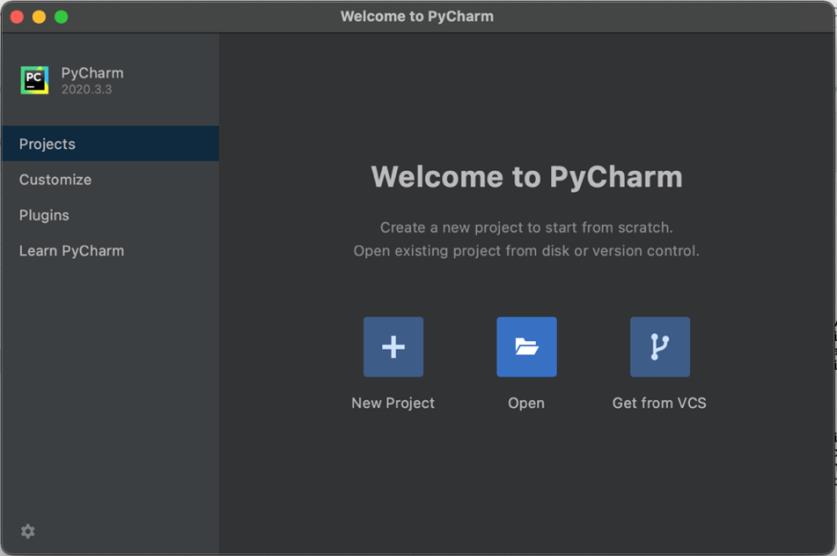 Welcome to PyCharm
PC
PyCharm
2020.3.3
Projects
Customize
Plugins
Learn PyCharm
Welcome to PyCharm
Create a new project to start from scratch.
Open existing project from disk or version control.
New Project
Open
Get from VCS